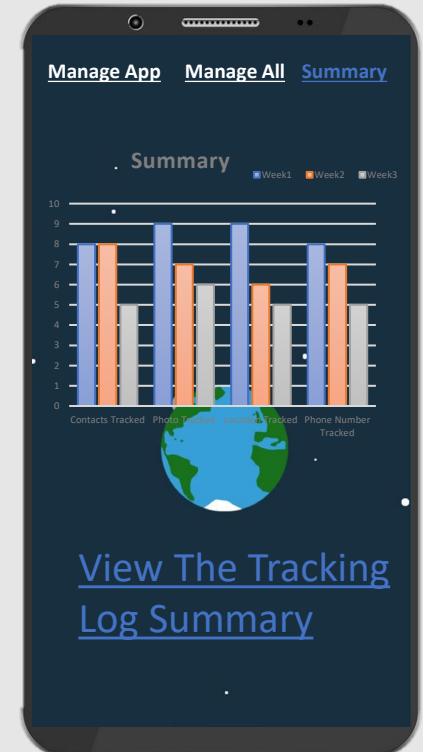 Manage App Manage All Summary
Summary
Week1 Week2 Week3
10
9
8
7
6
5
4
3
2
1
0
Contacts Tracked Photo Tracked Location Tracked Phone Number
Tracked
View The Tracking
Log Summary